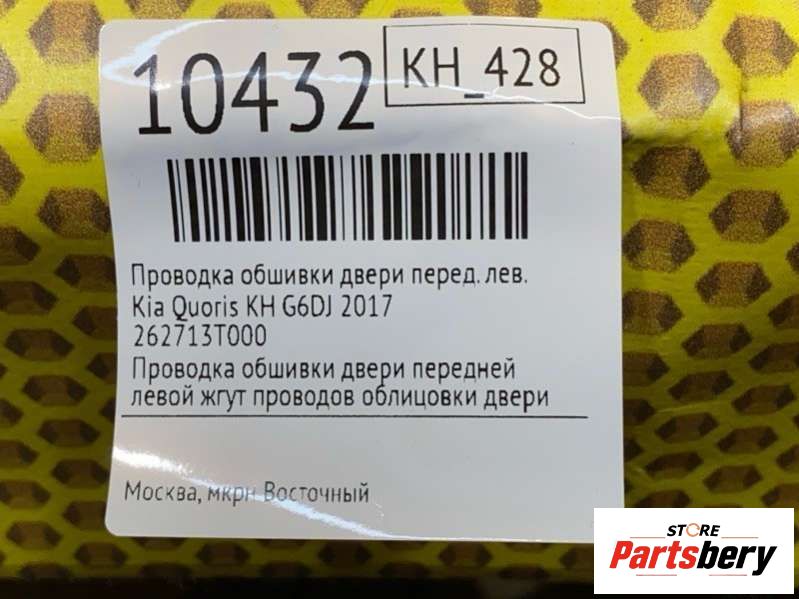 10432
KH_428
Проводка обшивки двери перед. лев.
Kia Quoris KH G6DJ 2017
262713T000
Проводка обшивки двери передней
левой жгут проводов облицовки двери
Москва, мкрн Восточный
STORE
Partsbery